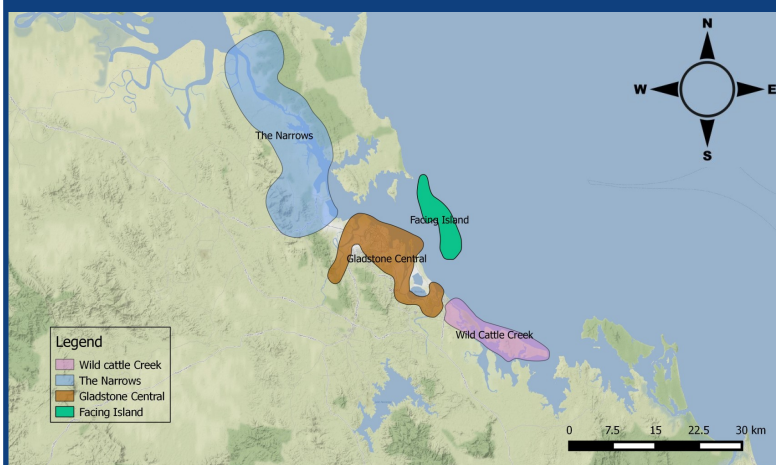 N
W E
S
The Narrows
Facing Island
Gladstone Central
Wild Cattle Creek
Legend
Wild cattle Creek
The Narrows
Gladstone Central
Facing Island
0 7.5 15 22.5 30 km